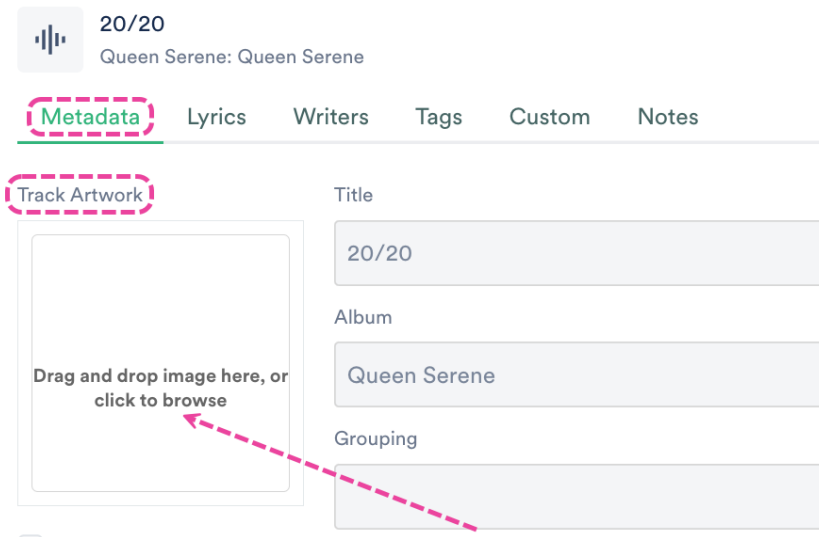 20/20
Queen Serene: Queen Serene
Metadata Lyrics Writers Tags Custom Notes
Track Artwork
Drag and drop image here, or
click to browse
Title
20/20
Album
Queen Serene
Grouping